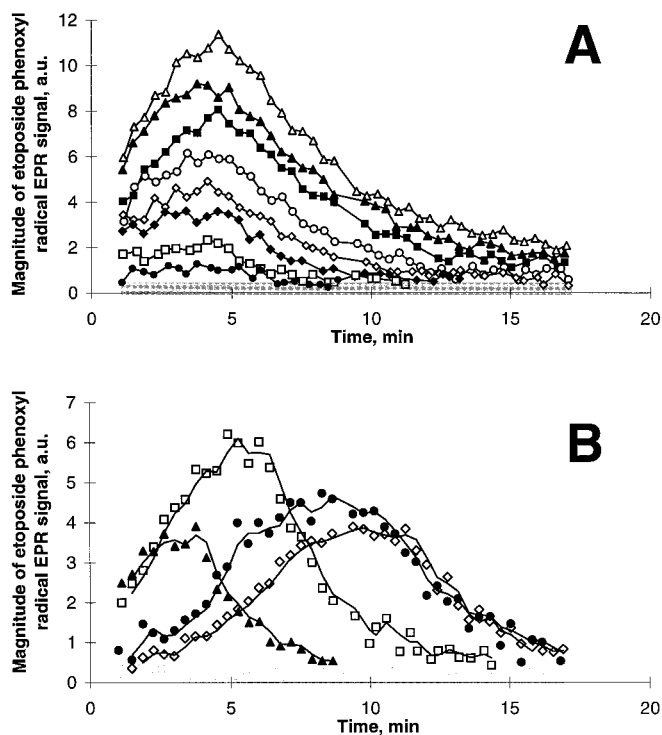 A
Magnitude of etoposide phenoxyl
radical EPR signal, a.u.
12
10
8
6
4
2
0
0 5 10 15 20
Time, min
B
Magnitude of etoposide phenoxyl
radical EPR signal, a.u.
7
6
5
4
3
2
1
0
0 5 10 15 20
Time, min